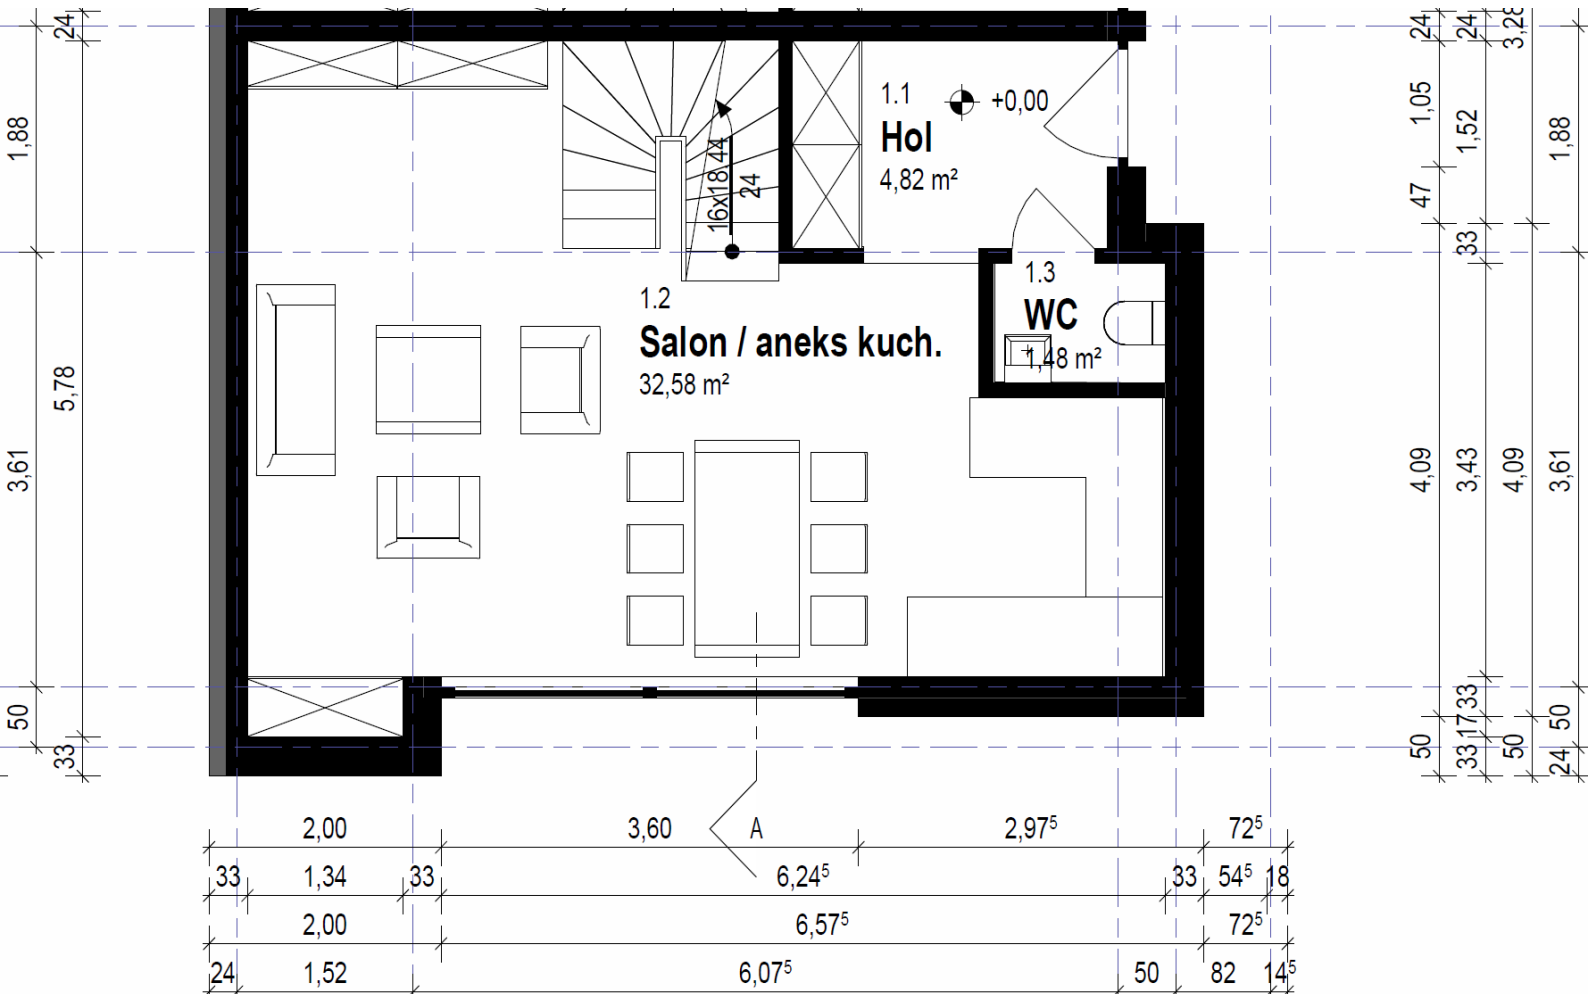 24
1,88
5,78
3,61
50
33
24
24
3,28
1,05
1,52
1,88
47
33
4,09
3,43
4,09
3,61
33
17
50
50
33
50
24
1.1
+0,00
Hol
4,82 m²
16x18,44
24
1.2
Salon / aneks kuch.
32,58 m²
1.3
WC
1,48 m²
A
2,00 3,60 2,97⁵ 72⁵
33 1,34 33 6,24⁵ 33 54⁵ 18
2,00 6,57⁵ 72⁵
24 1,52 6,07⁵ 50 82 14⁵